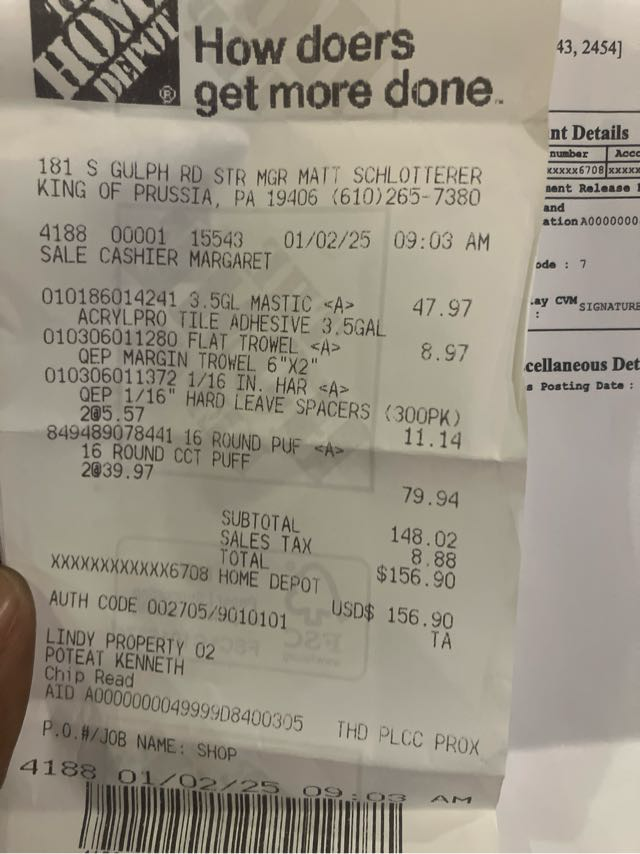 THE
HOME
DEPOT
®
How doers
get more done.
181 S GULPH RD STR MGR MATT SCHLOTTERER
KING OF PRUSSIA, PA 19406 (610)265-7380
4188 00001 15543 01/02/25 09:03 AM
SALE CASHIER MARGARET
010186014241 3.5GL MASTIC <A> 47.97
ACRYLPRO TILE ADHESIVE 3.5GAL
010306011280 FLAT TROWEL <A> 8.97
QEP MARGIN TROWEL 6"X2"
010306011372 1/16 IN. HAR <A>
QEP 1/16" HARD LEAVE SPACERS (300PK)
2@5.57 11.14
849489078441 16 ROUND PUF <A>
16 ROUND CCT PUFF
2@39.97 79.94
SUBTOTAL 148.02
SALES TAX 8.88
TOTAL $156.90
XXXXXXXXXXXX6708 HOME DEPOT
USD$ 156.90
AUTH CODE 002705/9010101 TA
LINDY PROPERTY 02
POTEAT KENNETH
Chip Read
AID A0000000049999D8400305 THD PLCC PROX
P.O.#/JOB NAME: SHOP
4188 01/02/25 09:03 AM
43, 2454]
nt Details
number Acco
xxxxx6708 xxxxx
ment Release
and
ation A0000000
ode : 7
ay CVM SIGNATURE
:
cellaneous Det
s Posting Date :